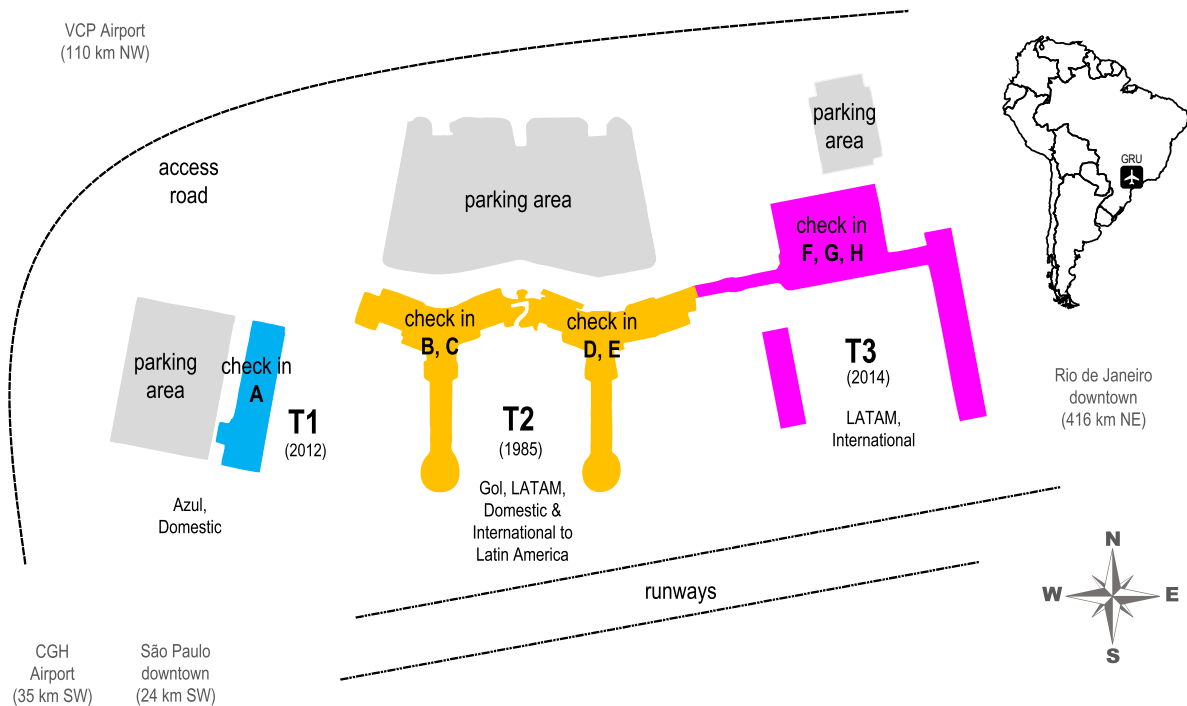 VCP Airport
(110 km NW)
access
road
parking area
parking
area
GRU
check in
F, G, H
check in
B, C
check in
D, E
parking
area
check in
A
T1
(2012)
Azul,
Domestic
T2
(1985)
Gol, LATAM,
Domestic &
International to
Latin America
T3
(2014)
LATAM,
International
Rio de Janeiro
downtown
(416 km NE)
runways
N
W
E
S
CGH
Airport
(35 km SW)
São Paulo
downtown
(24 km SW)